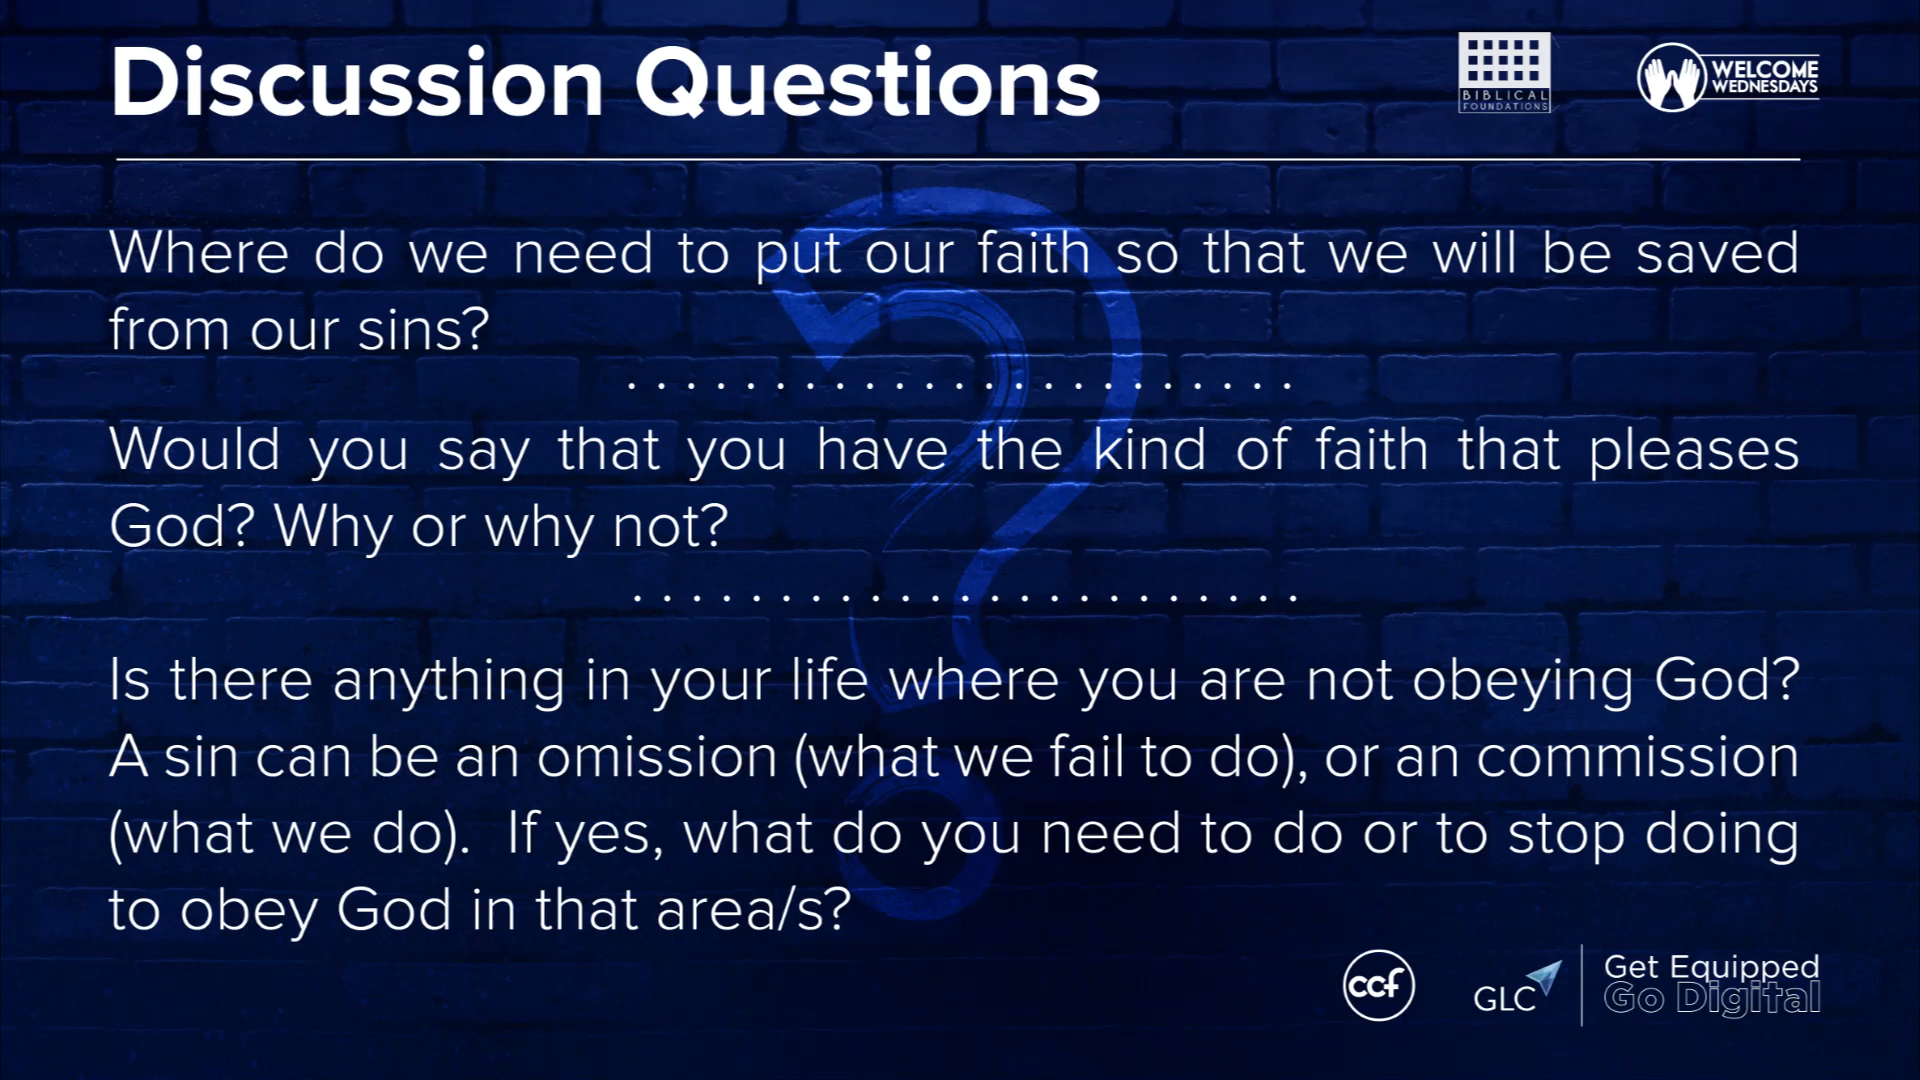 Discussion Questions
BIBLICAL
FOUNDATIONS
WELCOME
WEDNESDAYS
Where do we need to put our faith so that we will be saved
from our sins?
Would you say that you have the kind of faith that pleases
God? Why or why not?
Is there anything in your life where you are not obeying God?
A sin can be an omission (what we fail to do), or an commission
(what we do).  If yes, what do you need to do or to stop doing
to obey God in that area/s?
ccf
GLC
Get Equipped
Go Digital